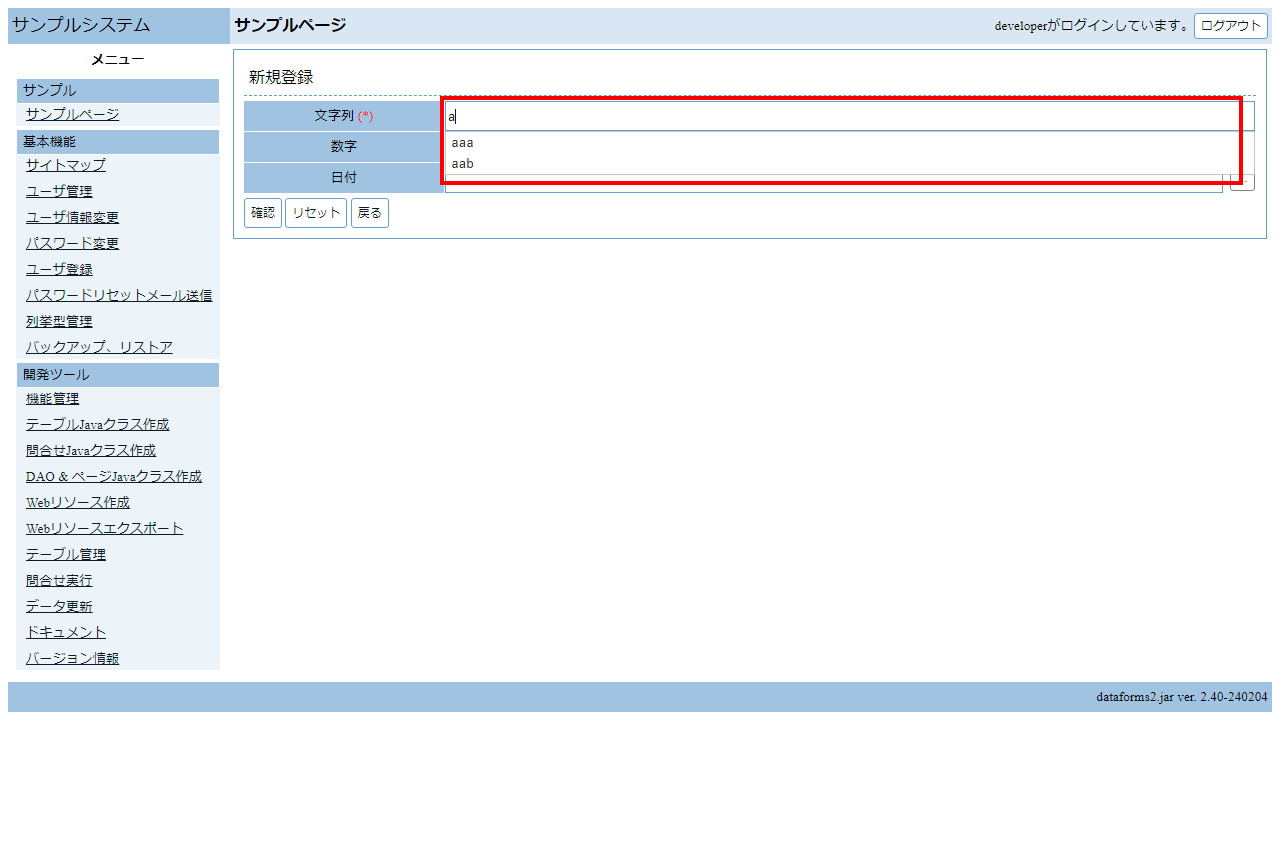 サンプルシステム
サンプルページ
developerがログインしています。 ログアウト
メニュー
サンプル
サンプルページ
基本機能
サイトマップ
ユーザ管理
ユーザ情報変更
パスワード変更
ユーザ登録
パスワードリセットメール送信
列挙型管理
バックアップ、リストア
開発ツール
機能管理
テーブルJavaクラス作成
問合せJavaクラス作成
DAO & ページJavaクラス作成
Webリソース作成
Webリソースエクスポート
テーブル管理
問合せ実行
データ更新
ドキュメント
バージョン情報
新規登録
文字列 (*) a
aaa
aab
数字
日付
確認 リセット 戻る
dataforms2.jar ver. 2.40-240204